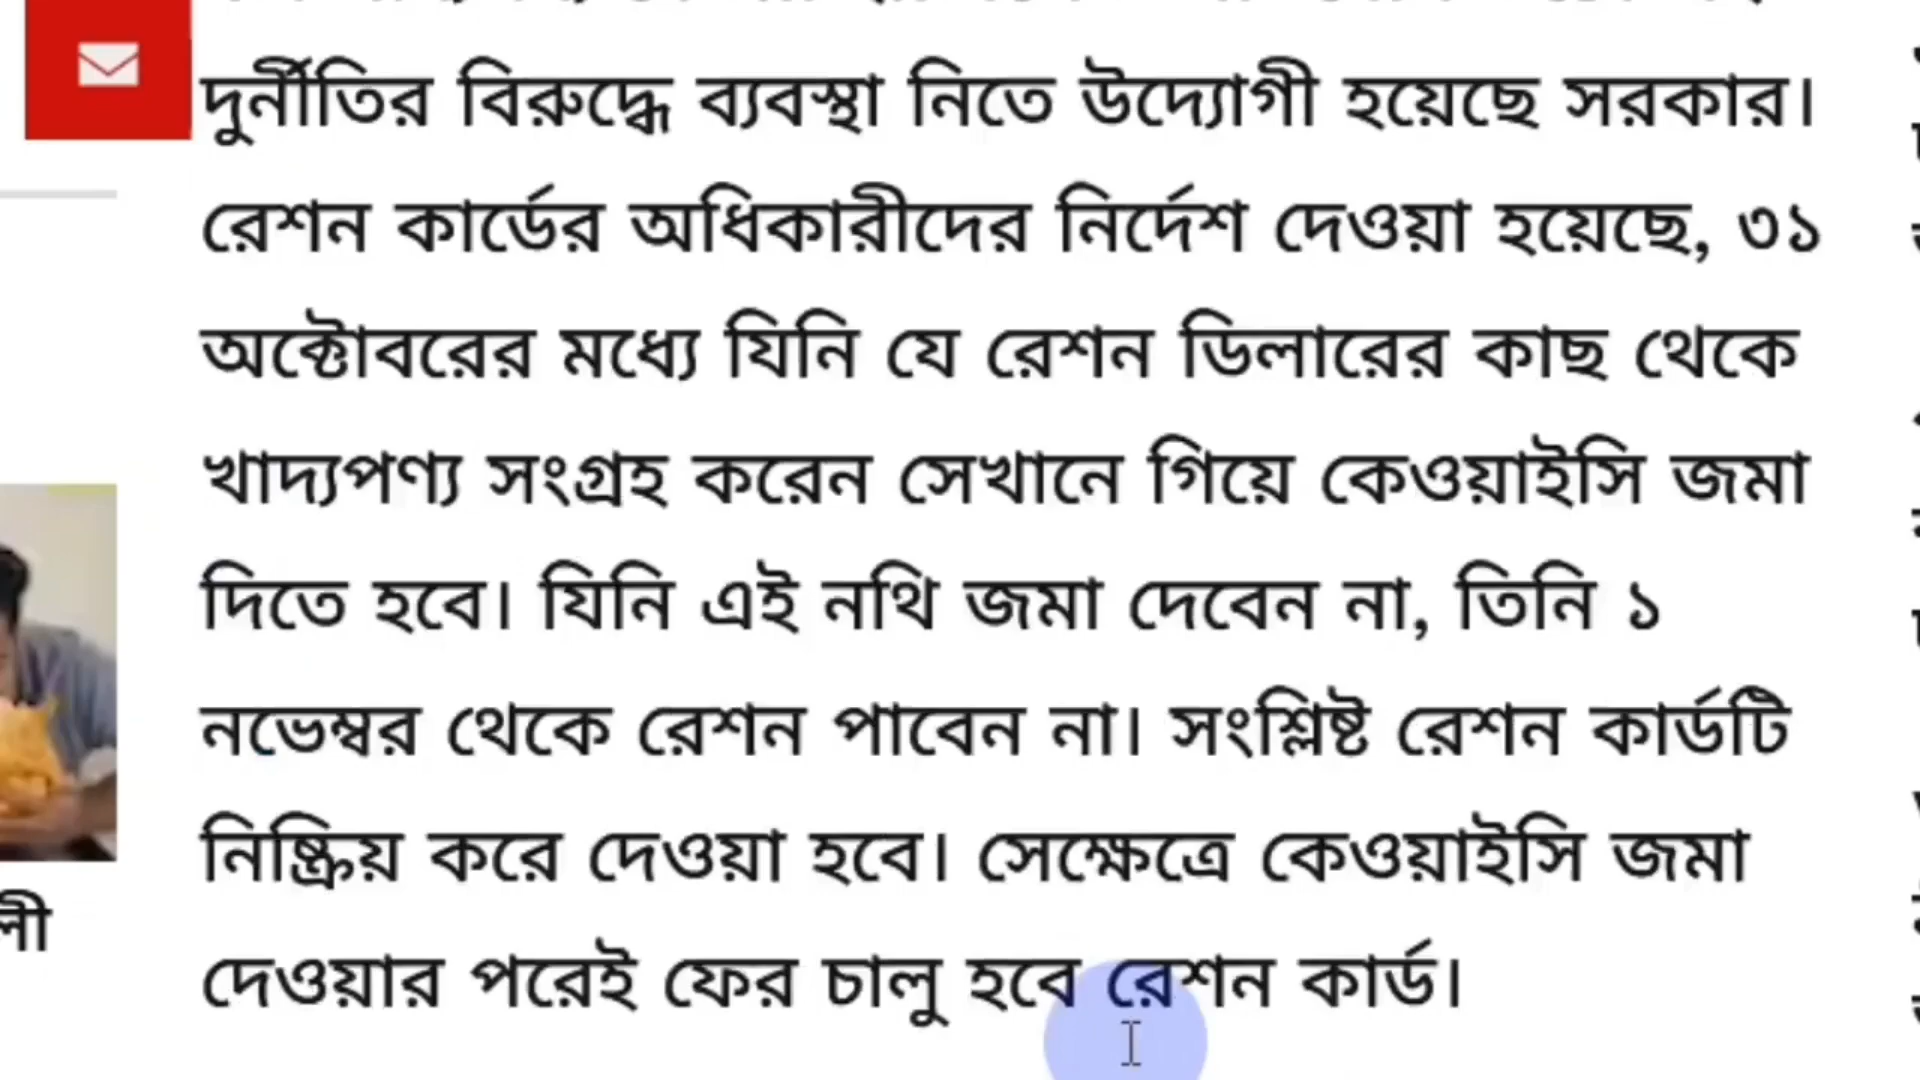 দুর্নীতির বিরুদ্ধে ব্যবস্থা নিতে উদ্যোগী হয়েছে সরকার।
রেশন কার্ডের অধিকারীদের নির্দেশ দেওয়া হয়েছে, ৩১
অক্টোবরের মধ্যে যিনি যে রেশন ডিলারের কাছ থেকে
খাদ্যপণ্য সংগ্রহ করেন সেখানে গিয়ে কেওয়াইসি জমা
দিতে হবে। যিনি এই নথি জমা দেবেন না, তিনি ১
নভেম্বর থেকে রেশন পাবেন না। সংশ্লিষ্ট রেশন কার্ডটি
নিষ্ক্রিয় করে দেওয়া হবে। সেক্ষেত্রে কেওয়াইসি জমা
দেওয়ার পরেই ফের চালু হবে রেশন কার্ড।